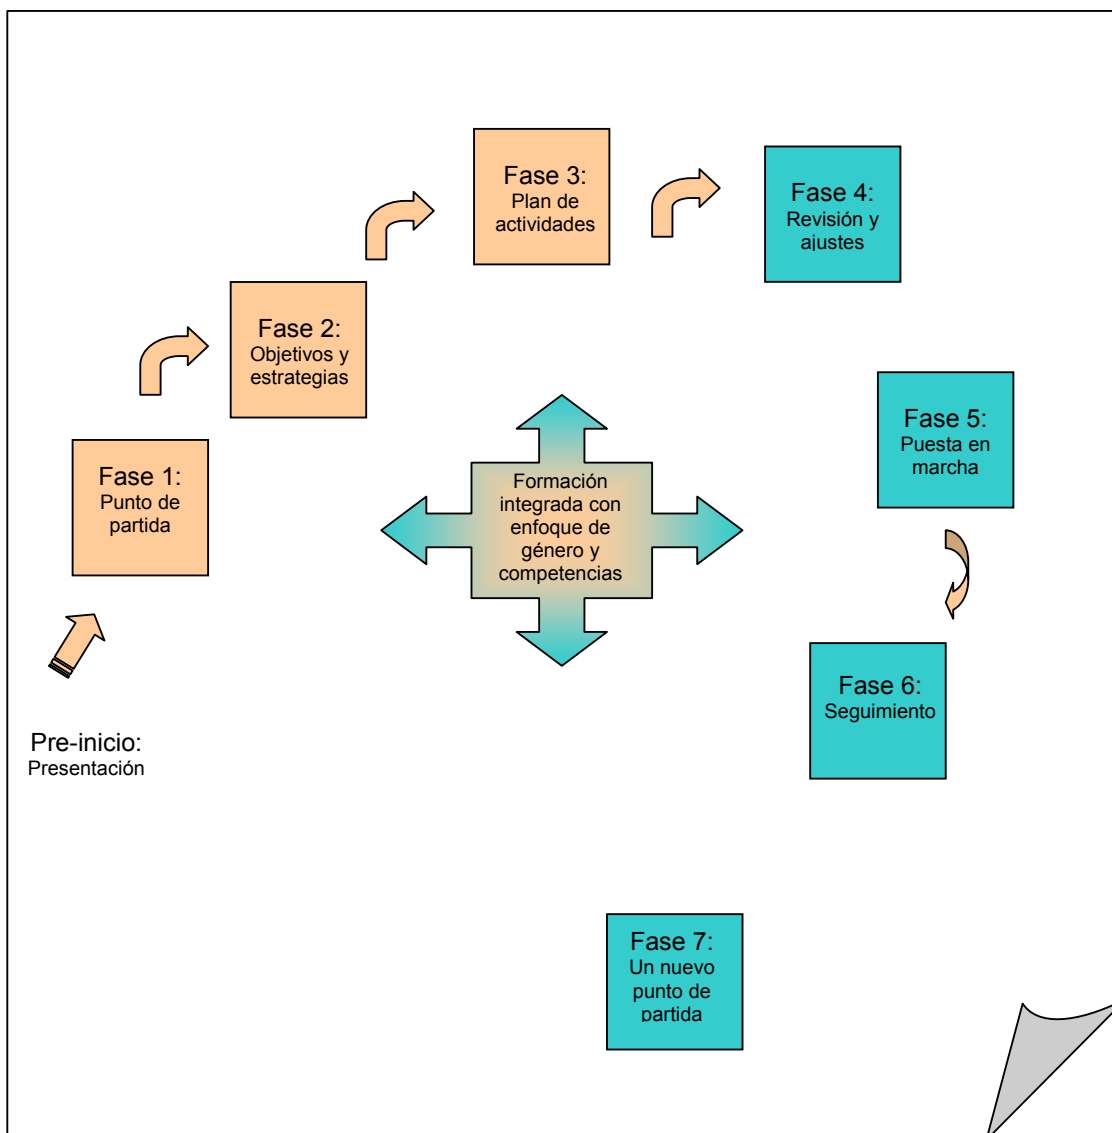 Fase 3:
Plan de
actividades
Fase 4:
Revisión y
ajustes
Fase 2:
Objetivos y
estrategias
Fase 5:
Puesta en
marcha
Fase 1:
Punto de
partida
Formación
integrada con
enfoque de
género y
competencias
Fase 6:
Seguimiento
Pre-inicio:
Presentación
Fase 7:
Un nuevo
punto de
partida